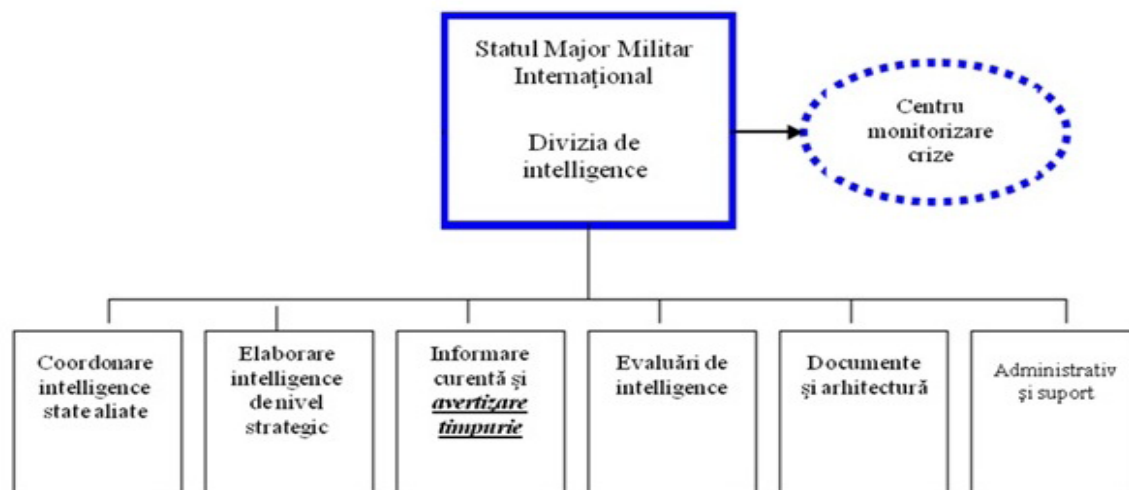 Statul Major Militar
Internaţional
Divizia de
intelligence
Centru
monitorizare
crize
Coordonare
intelligence
state aliate
Elaborare
intelligence
de nivel
strategic
Informare
curentă şi
avertizare
timpurie
Evaluări de
intelligence
Documente
şi arhitectură
Administrativ
şi suport